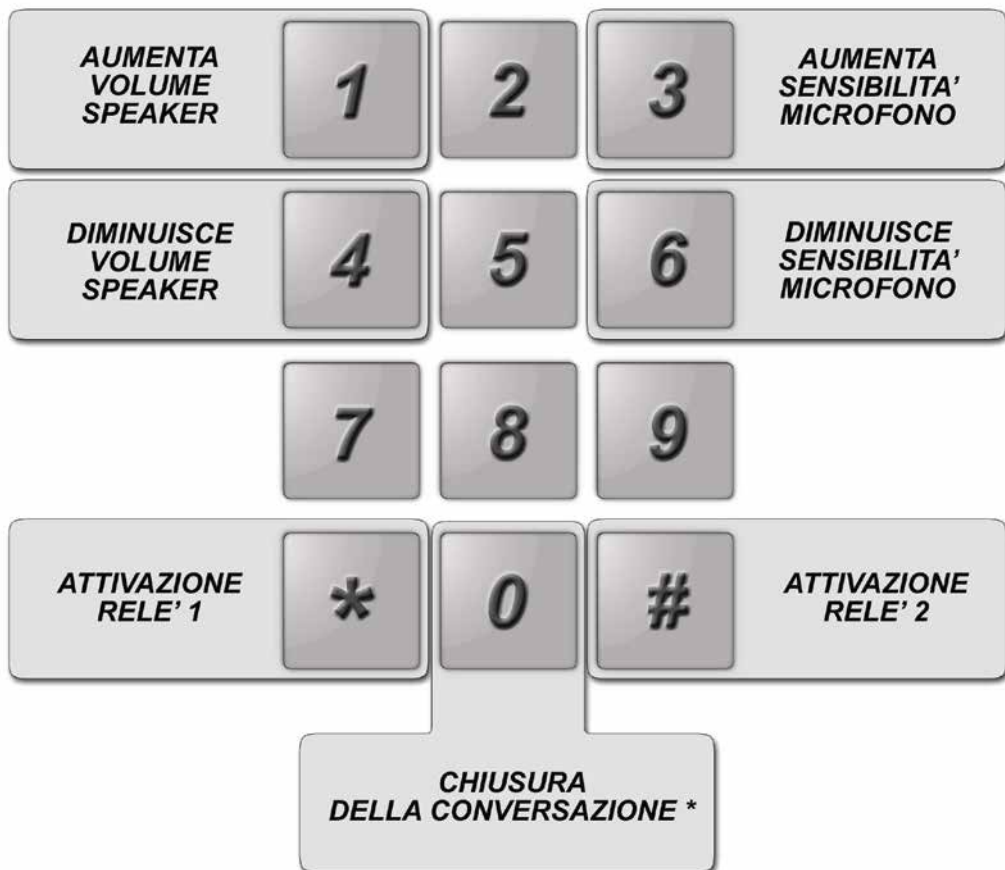 AUMENTA
VOLUME
SPEAKER
1
2
3
AUMENTA
SENSIBILITA'
MICROFONO
DIMINUISCE
VOLUME
SPEAKER
4
5
6
DIMINUISCE
SENSIBILITA'
MICROFONO
7
8
9
ATTIVAZIONE
RELE' 1
*
0
#
ATTIVAZIONE
RELE' 2
CHIUSURA
DELLA CONVERSAZIONE *